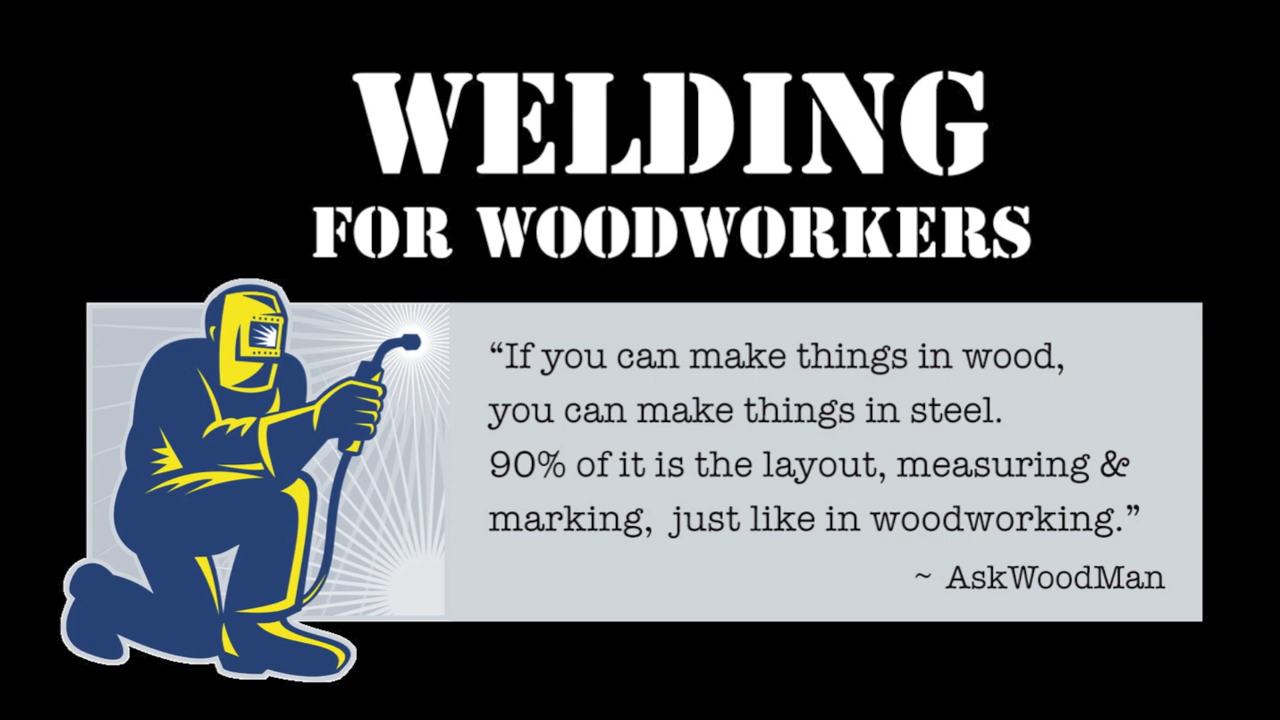 WELDING
FOR WOODWORKERS
“If you can make things in wood,
you can make things in steel.
90% of it is the layout, measuring &
marking, just like in woodworking.”
~ AskWoodMan